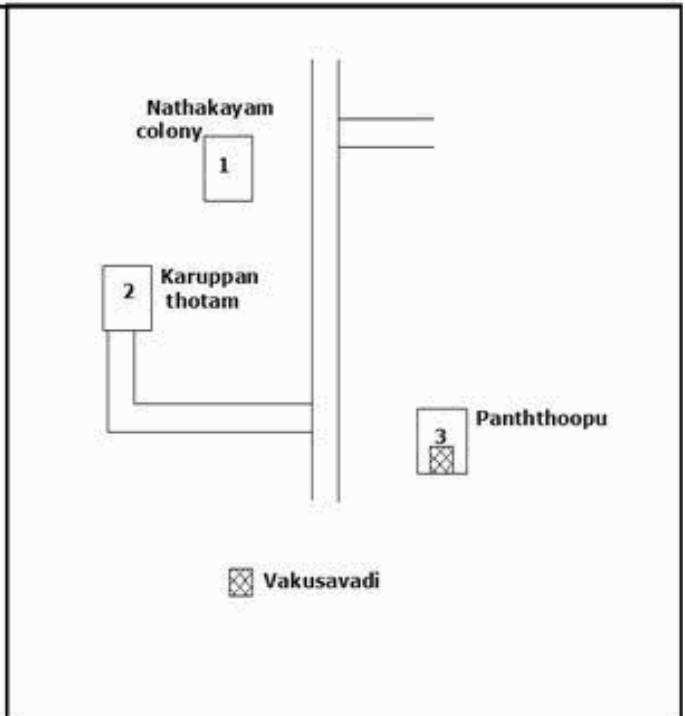 Nathakayam
colony
1
2
Karuppan
thotam
3
Panththoopu
Vakusavadi